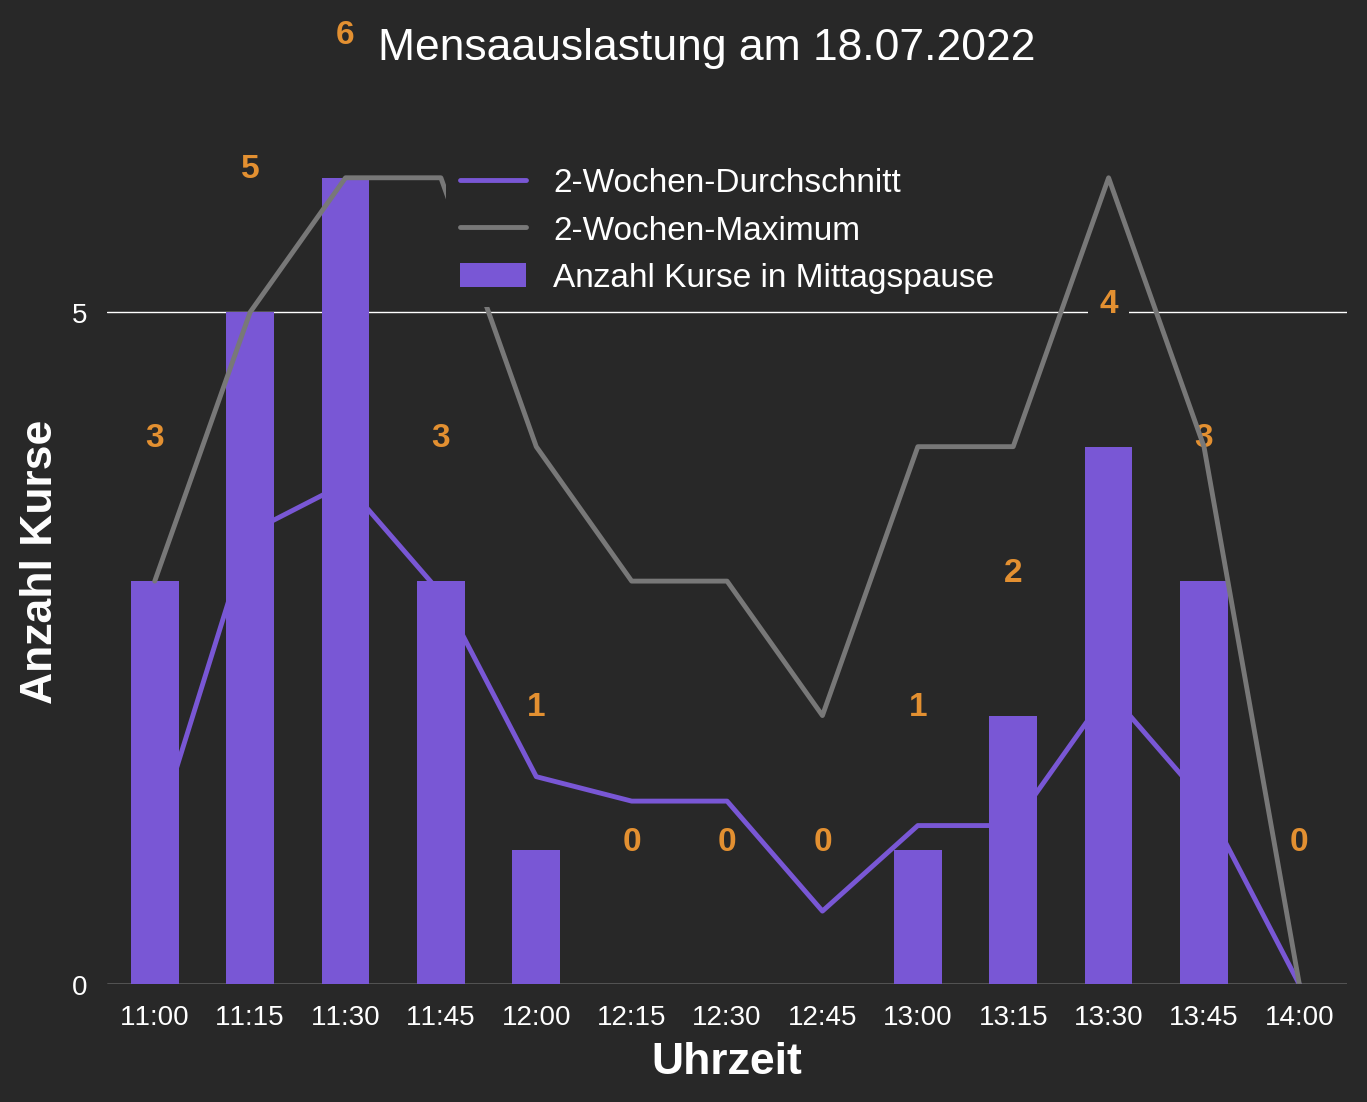 6
Mensaauslastung am 18.07.2022
5
2-Wochen-Durchschnitt
2-Wochen-Maximum
Anzahl Kurse in Mittagspause
5
4
3
3
3
2
1
1
0
0
0
0
Anzahl Kurse
0
11:00 11:15 11:30 11:45 12:00 12:15 12:30 12:45 13:00 13:15 13:30 13:45 14:00
Uhrzeit